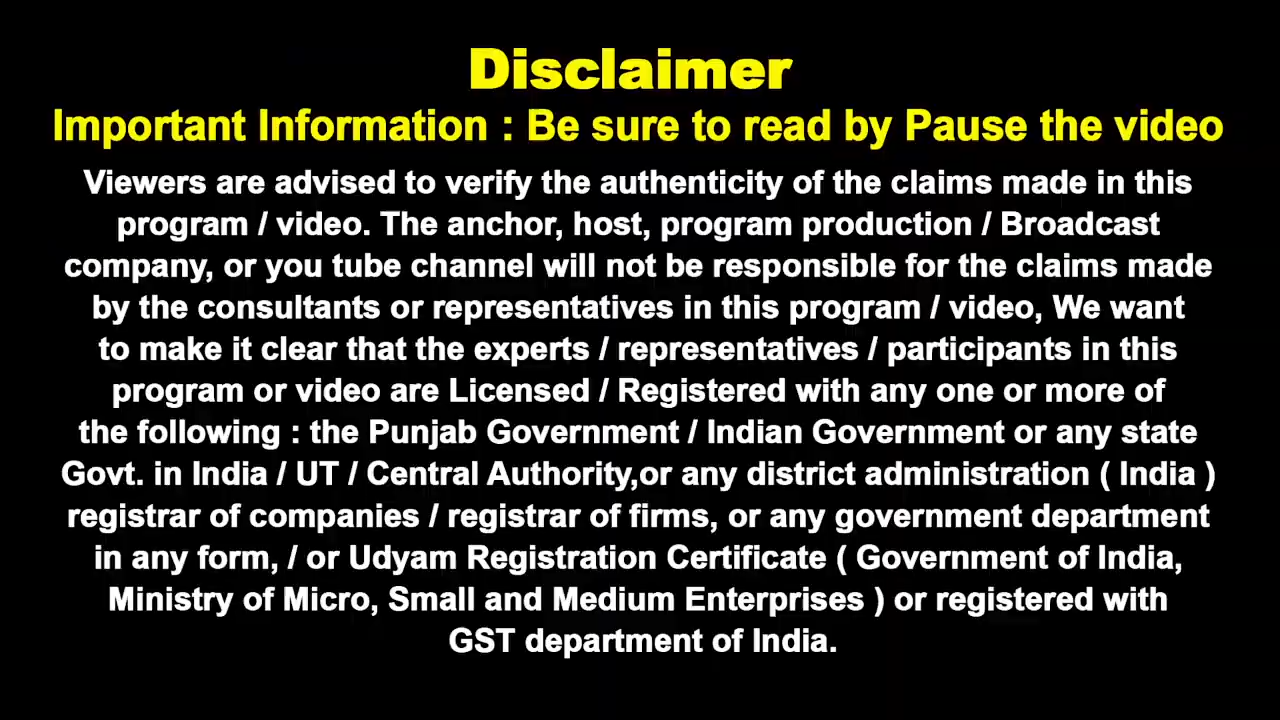 Disclaimer
Important Information : Be sure to read by Pause the video
Viewers are advised to verify the authenticity of the claims made in this
program / video. The anchor, host, program production / Broadcast
company, or you tube channel will not be responsible for the claims made
by the consultants or representatives in this program / video, We want
to make it clear that the experts / representatives / participants in this
program or video are Licensed / Registered with any one or more of
the following : the Punjab Government / Indian Government or any state
Govt. in India / UT / Central Authority,or any district administration ( India )
registrar of companies / registrar of firms, or any government department
in any form, / or Udyam Registration Certificate ( Government of India,
Ministry of Micro, Small and Medium Enterprises ) or registered with
GST department of India.